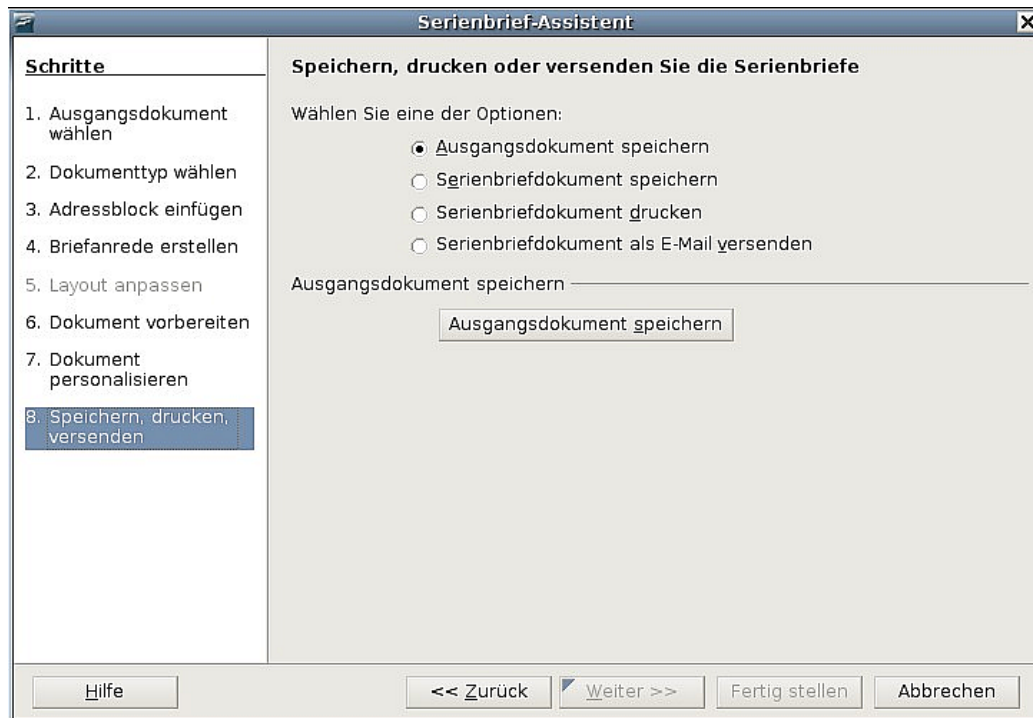 Serienbrief-Assistent
Schritte
1. Ausgangsdokument
wählen
2. Dokumenttyp wählen
3. Adressblock einfügen
4. Briefanrede erstellen
5. Layout anpassen
6. Dokument vorbereiten
7. Dokument
personalisieren
8. Speichern, drucken,
versenden
Speichern, drucken oder versenden Sie die Serienbriefe
Wählen Sie eine der Optionen:
Ausgangsdokument speichern
Serienbriefdokument speichern
Serienbriefdokument drucken
Serienbriefdokument als E-Mail versenden
Ausgangsdokument speichern
Ausgangsdokument speichern
Hilfe
<< Zurück
Weiter >>
Fertig stellen
Abbrechen